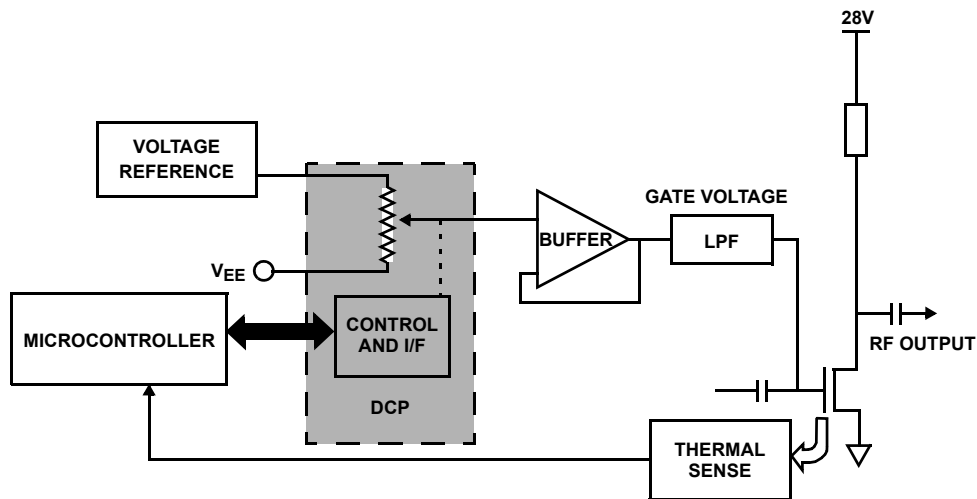 28V
VOLTAGE
REFERENCE
GATE VOLTAGE
BUFFER
LPF
VEE
MICROCONTROLLER
CONTROL
AND I/F
RF OUTPUT
DCP
THERMAL
SENSE